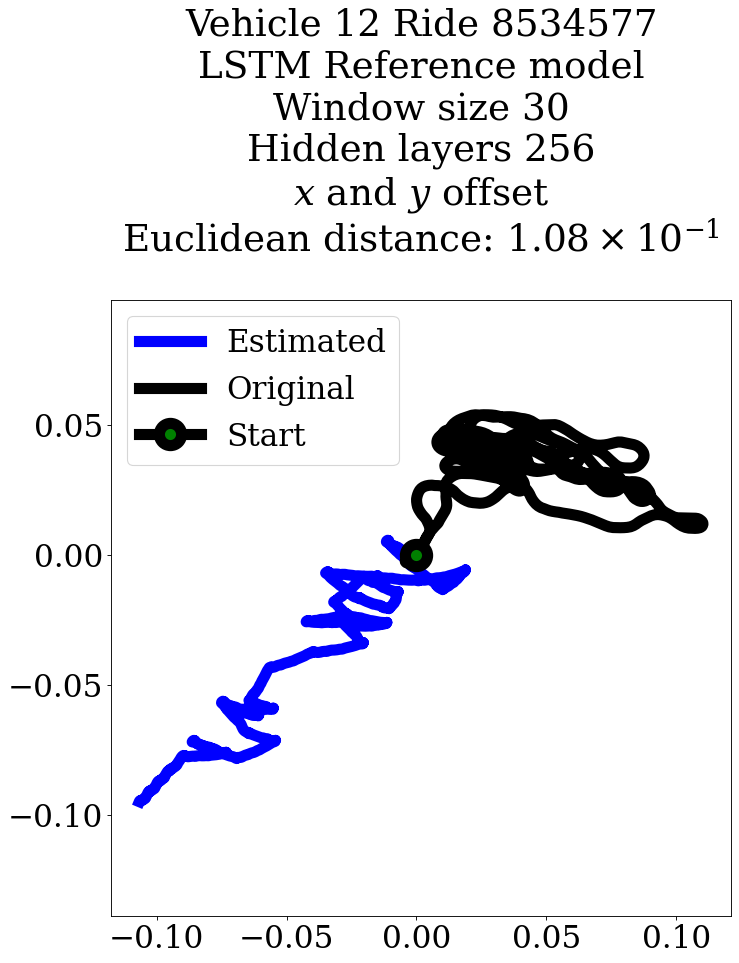 Vehicle 12 Ride 8534577
LSTM Reference model
Window size 30
Hidden layers 256
x and y offset
Euclidean distance: 1.08 × 10⁻¹
Estimated
Original
Start
0.05
0.00
−0.05
−0.10
−0.10 −0.05 0.00 0.05 0.10